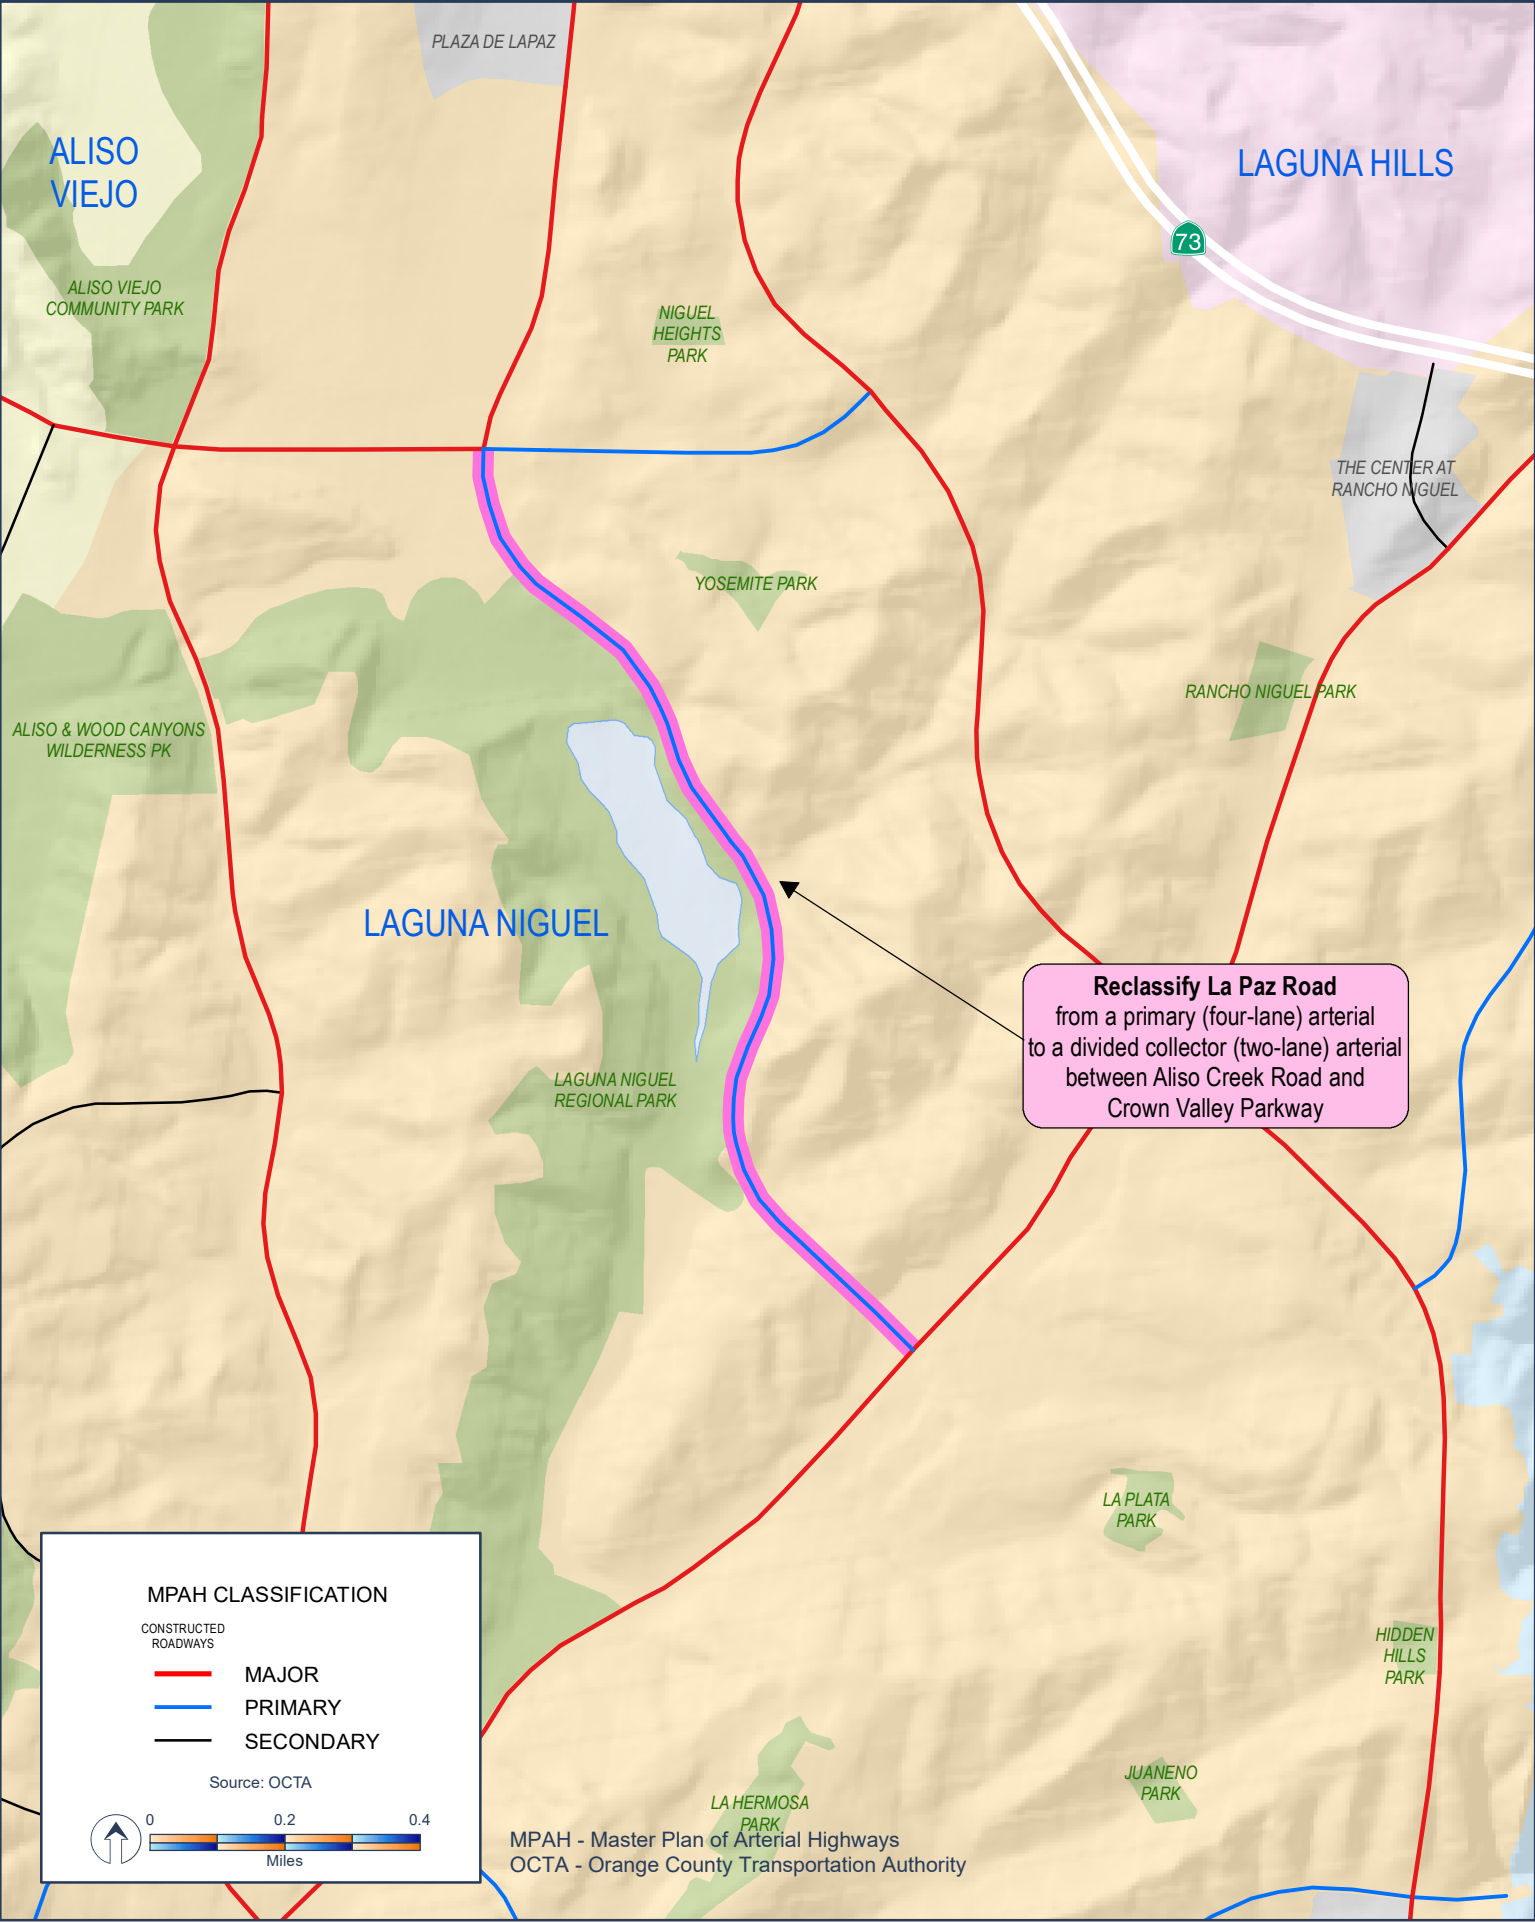 PLAZA DE LAPAZ
ALISO
VIEJO
LAGUNA HILLS
73
ALISO VIEJO
COMMUNITY PARK
NIGUEL
HEIGHTS
PARK
THE CENTER AT
RANCHO NIGUEL
YOSEMITE PARK
RANCHO NIGUEL PARK
ALISO & WOOD CANYONS
WILDERNESS PK
LAGUNA NIGUEL
Reclassify La Paz Road
from a primary (four-lane) arterial
to a divided collector (two-lane) arterial
between Aliso Creek Road and
Crown Valley Parkway
LAGUNA NIGUEL
REGIONAL PARK
LA PLATA
PARK
HIDDEN
HILLS
PARK
JUANENO
PARK
LA HERMOSA
PARK
MPAH CLASSIFICATION
CONSTRUCTED
ROADWAYS
MAJOR
PRIMARY
SECONDARY
Source: OCTA
0 0.2 0.4
Miles
MPAH - Master Plan of Arterial Highways
OCTA - Orange County Transportation Authority